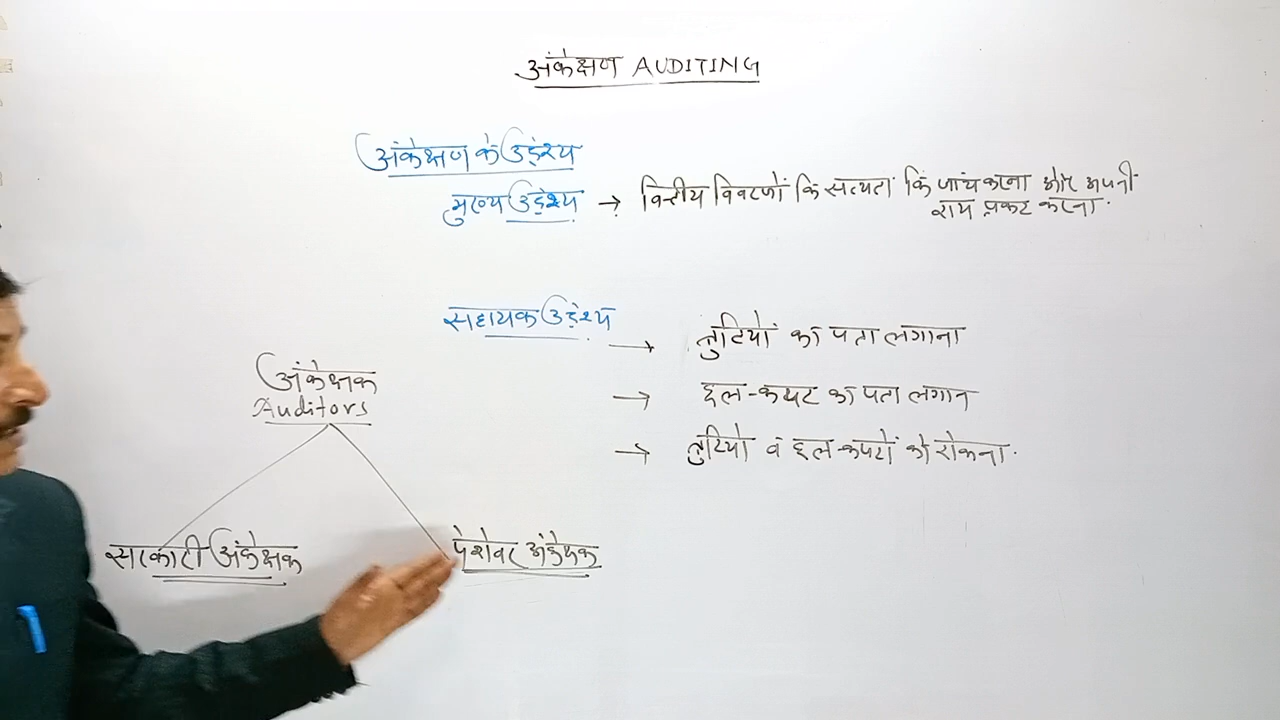 अंकेक्षण AUDITING
अंकेक्षण के उद्देश्य
मुख्य उद्देश्य → वित्तीय विवरणों कि सत्यता कि जांच करना और अपनी
राय प्रकट करना.
सहायक उद्देश्य
→ त्रुटियों का पता लगाना
→ छल-कपट का पता लगान
→ त्रुटियो व छल-कपटों को रोकना.
अंकेक्षक
Auditors
सरकारी अंकेक्षक
पेशेवर अंकेक्षक